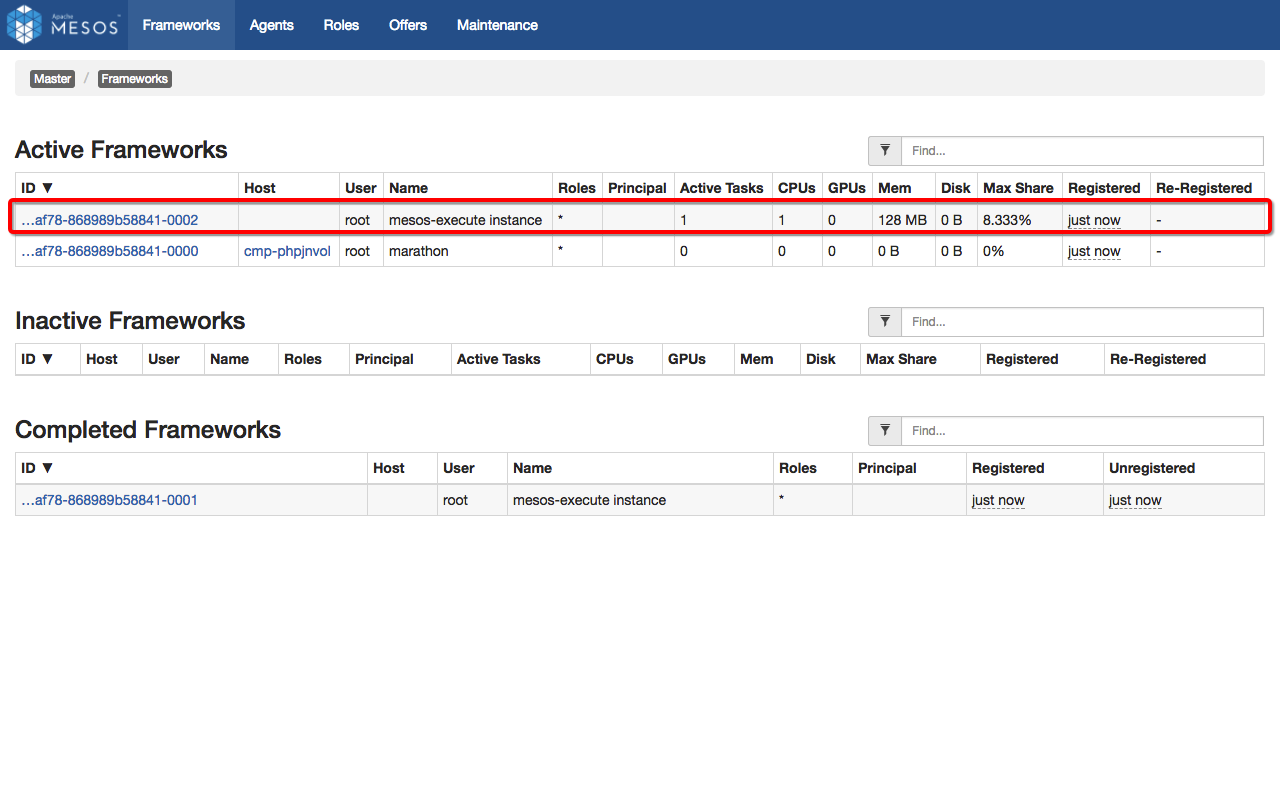 Apache MESOS™ Frameworks Agents Roles Offers Maintenance
Master / Frameworks
Active Frameworks Find...
ID ▼ Host User Name Roles Principal Active Tasks CPUs GPUs Mem Disk Max Share Registered Re-Registered
…af78-868989b58841-0002 root mesos-execute instance * 1 1 0 128 MB 0 B 8.333% just now -
…af78-868989b58841-0000 cmp-phpjnvol root marathon * 0 0 0 0 B 0 B 0% just now -
Inactive Frameworks Find...
ID ▼ Host User Name Roles Principal Active Tasks CPUs GPUs Mem Disk Max Share Registered Re-Registered
Completed Frameworks Find...
ID ▼ Host User Name Roles Principal Registered Unregistered
…af78-868989b58841-0001 root mesos-execute instance * just now just now